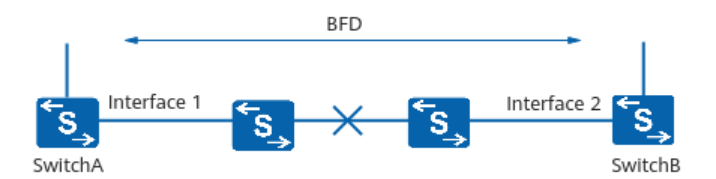 BFD
Interface 1
Interface 2
S
S
S
S
SwitchA
SwitchB